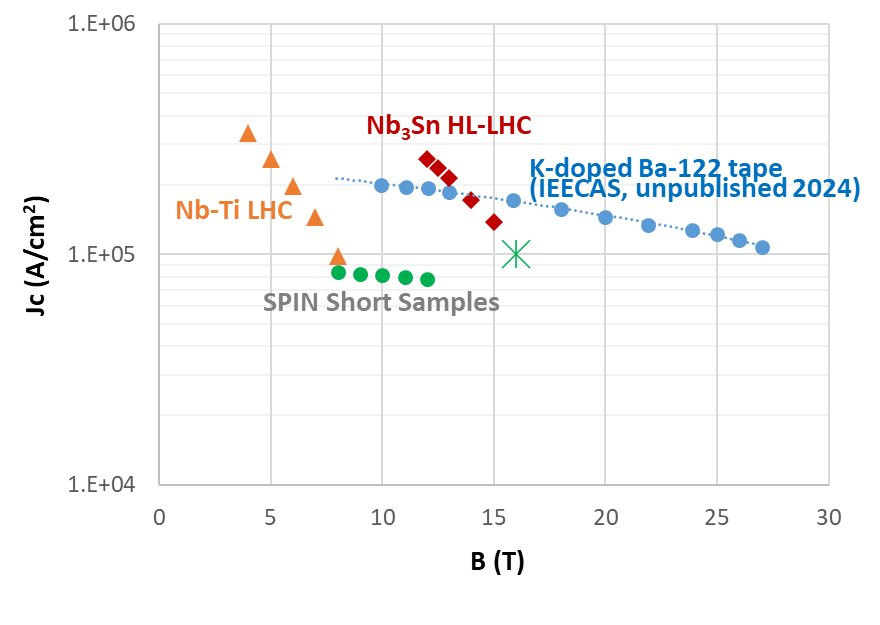 1.E+06
Nb₃Sn HL-LHC
K-doped Ba-122 tape
(IEECAS, unpublished 2024)
Nb-Ti LHC
Jc (A/cm²)
1.E+05
SPIN Short Samples
1.E+04
0 5 10 15 20 25 30
B (T)